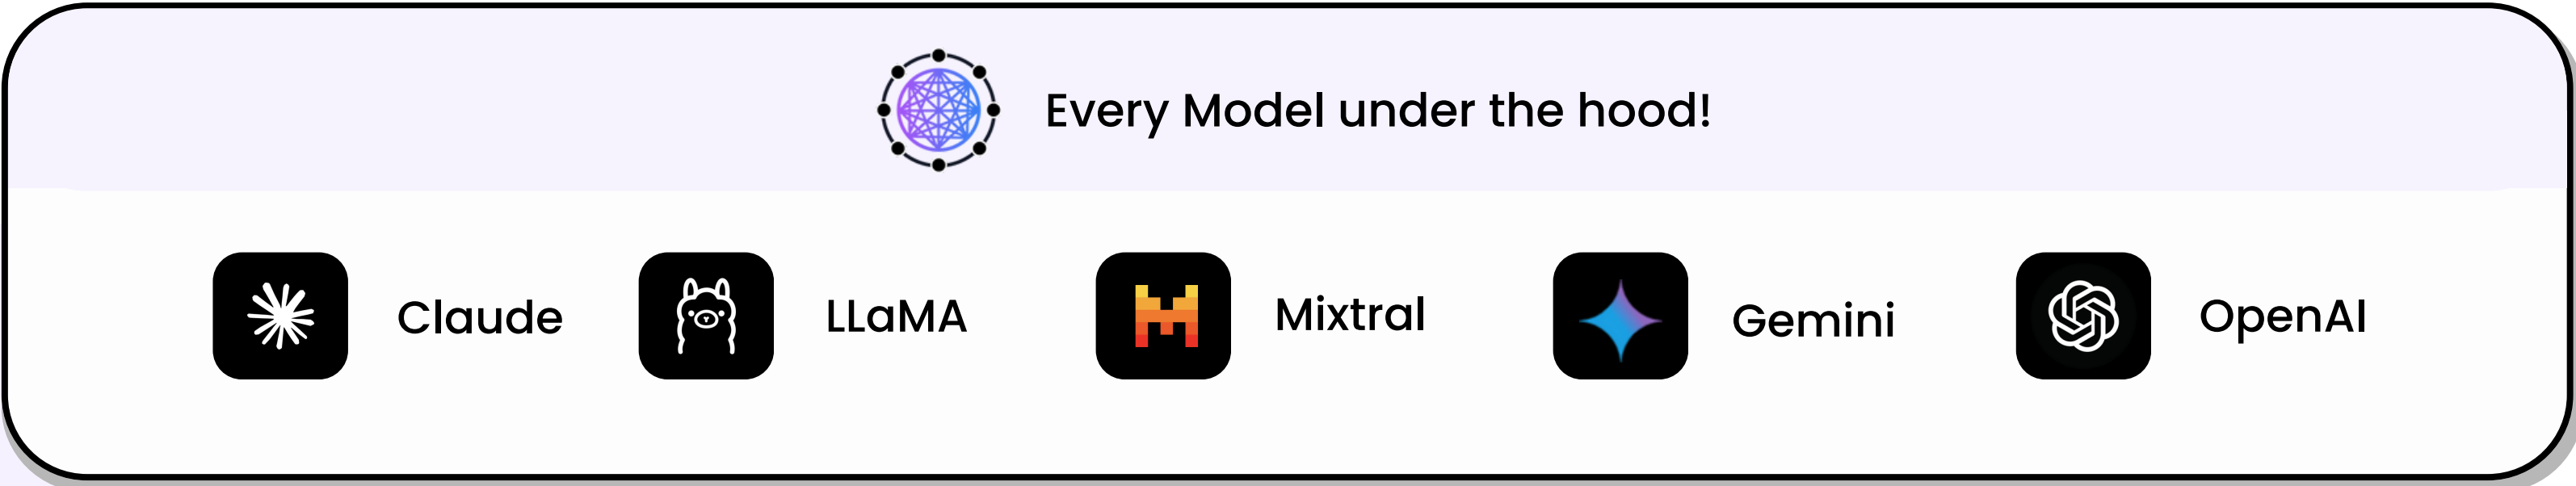 Every Model under the hood!
Claude LLaMA Mixtral Gemini OpenAI